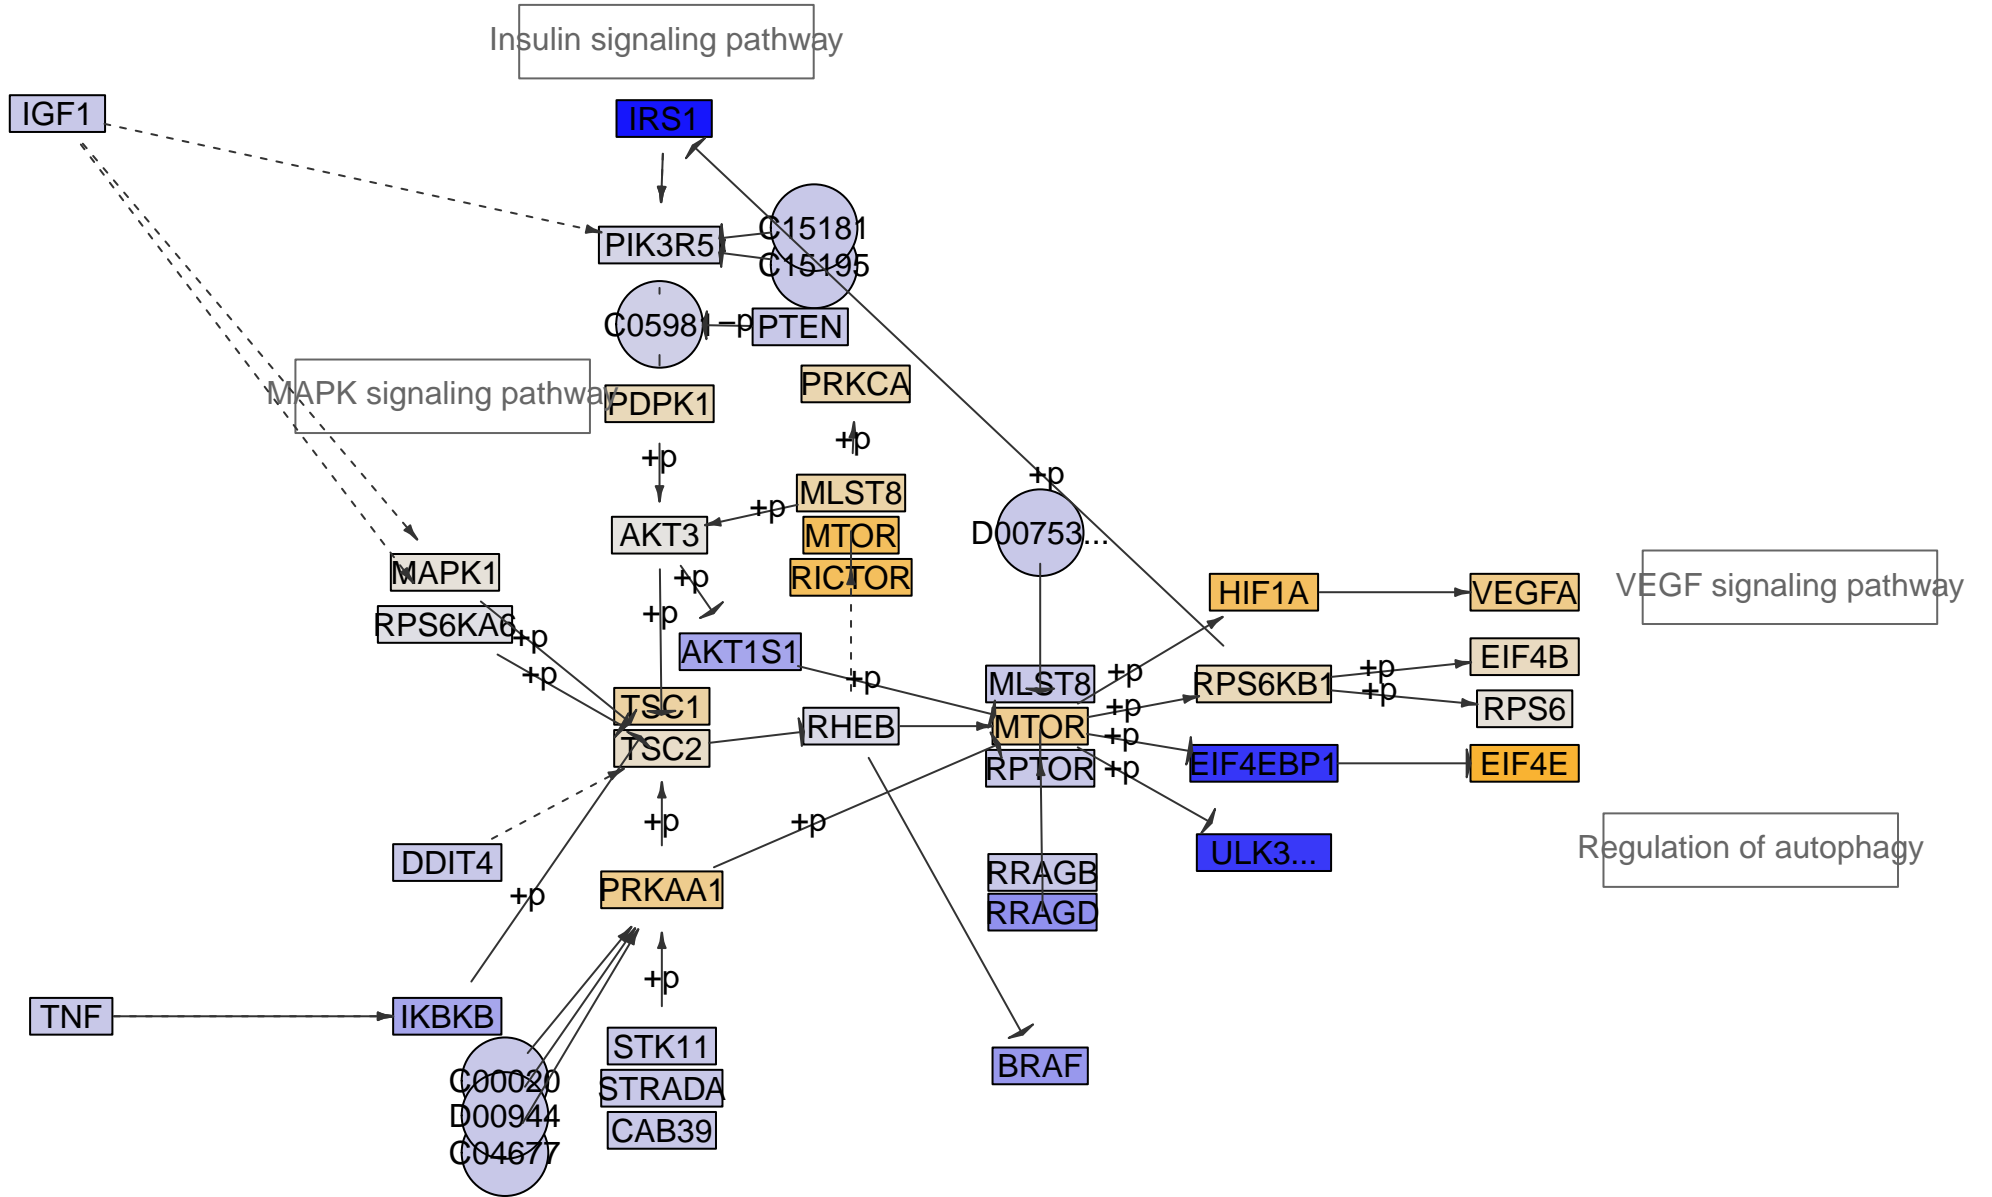 Insulin signaling pathway
IGF1
IRS1
C15181
PIK3R5
C15195
C0598
-p
PTEN
MAPK signaling pathway
PDPK1
PRKCA
+p
+p
+p
MLST8
+p
AKT3
MTOR
D00753...
MAPK1
RICTOR
+p
HIF1A
VEGFA
VEGF signaling pathway
RPS6KA6
+p
+p
AKT1S1
EIF4B
+p
+p
+p
MLST8
+p
RPS6KB1
+p
TSC1
+p
+p
RPS6
RHEB
MTOR
TSC2
+p
RPTOR
+p
EIF4EBP1
EIF4E
+p
+p
DDIT4
PRKAA1
RRAGB
ULK3...
Regulation of autophagy
+p
RRAGD
+p
TNF
IKBKB
STK11
BRAF
C00020
STRADA
D00944
CAB39
C04677